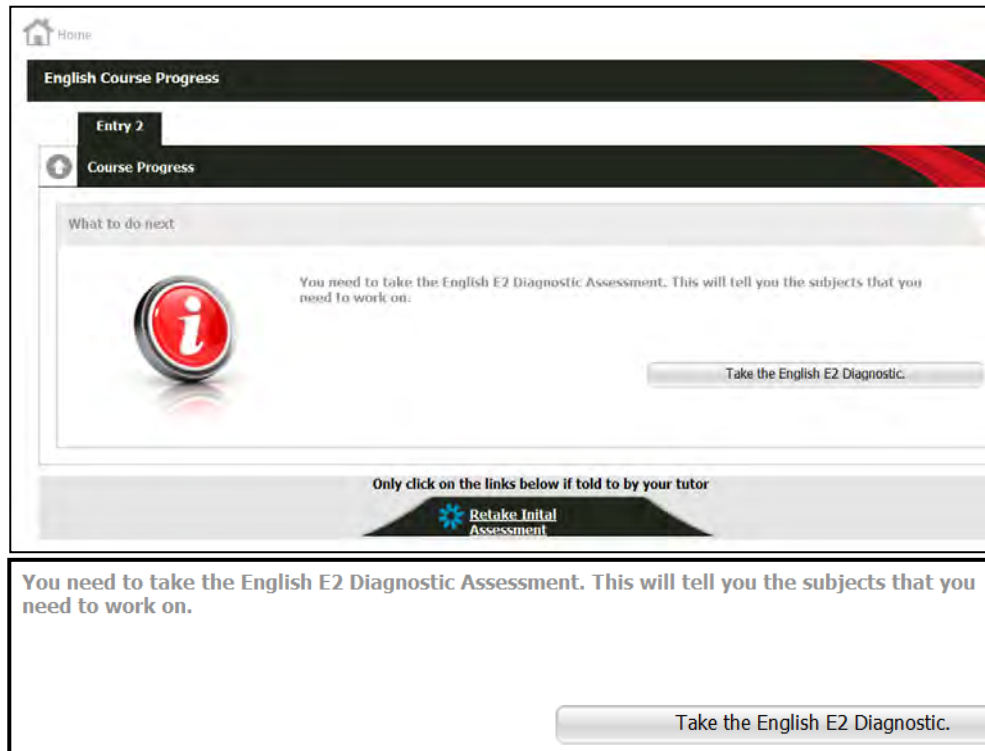 Home
English Course Progress
Entry 2
Course Progress
What to do next
You need to take the English E2 Diagnostic Assessment. This will tell you the subjects that you
need to work on.
Take the English E2 Diagnostic.
Only click on the links below if told to by your tutor
Retake Inital
Assessment
You need to take the English E2 Diagnostic Assessment. This will tell you the subjects that you
need to work on.
Take the English E2 Diagnostic.